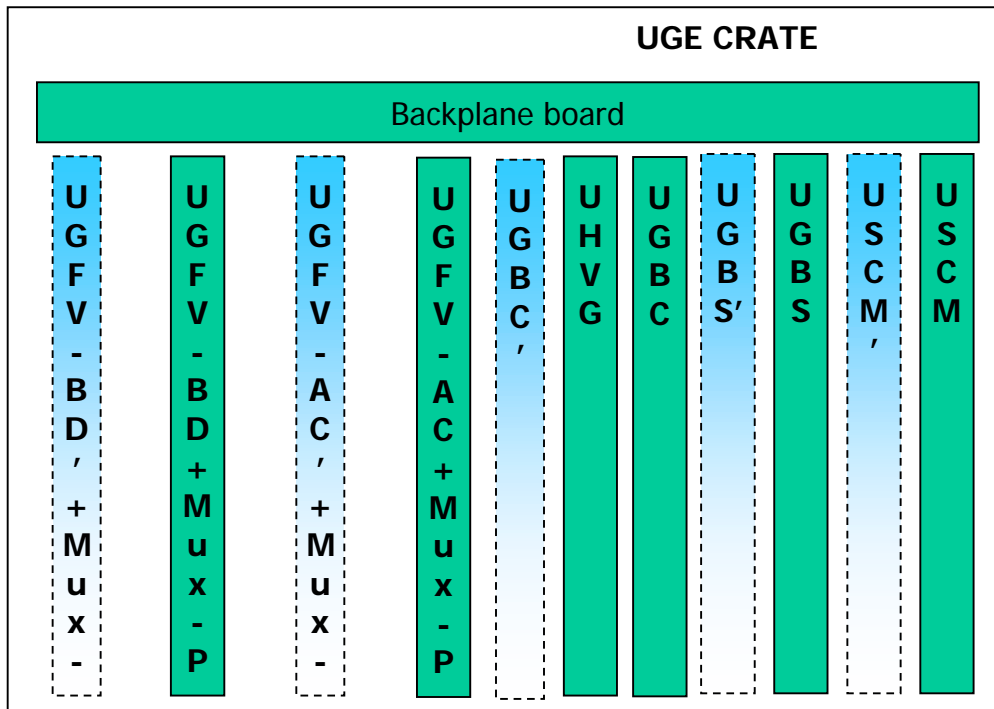 UGE CRATE
Backplane board
UGFV-BD'+Mux-
UGFV-BD+Mux-P
UGFV-AC'+Mux-
UGFV-AC+Mux-P
UGBC'
UHVG
UGBC
UGBS'
UGBS
USCM'
USCM